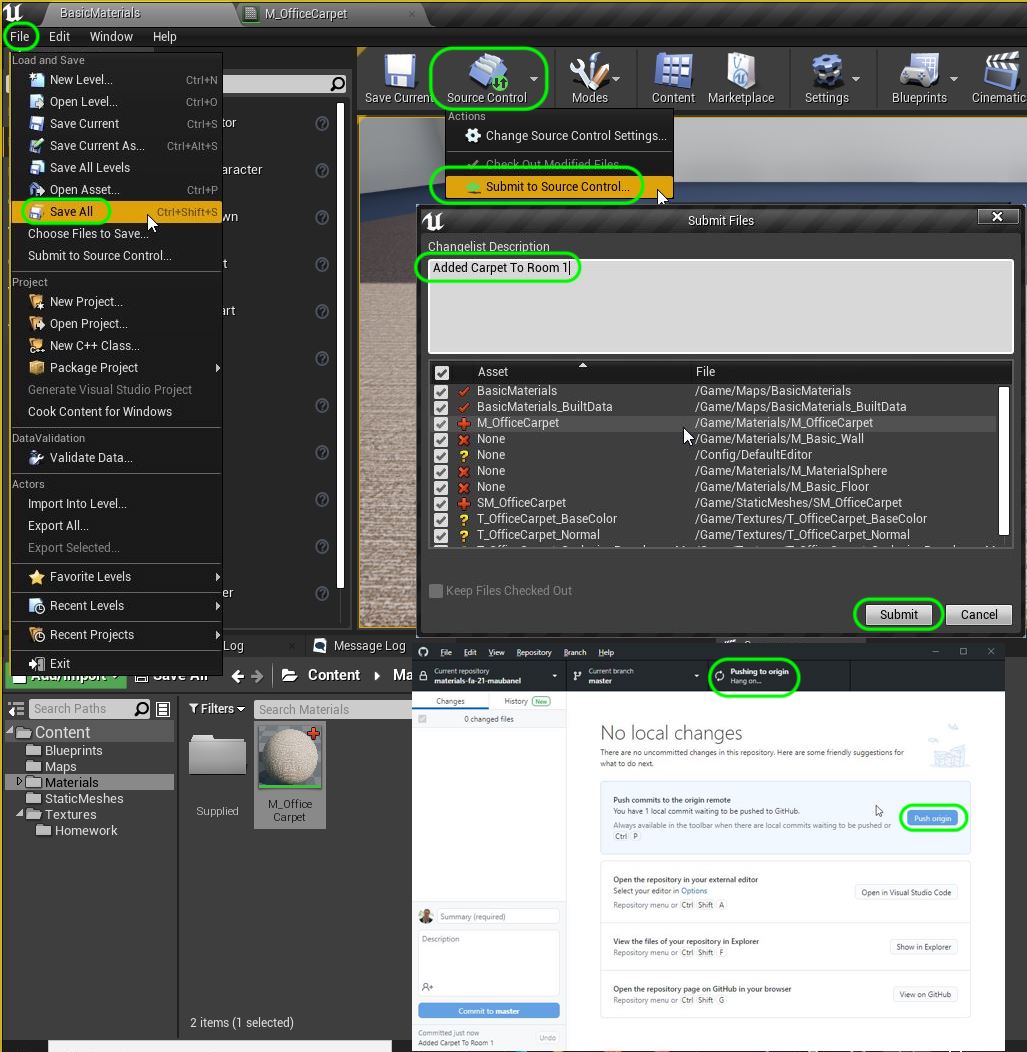 BasicMaterials
M_OfficeCarpet
File Edit Window Help
Load and Save
New Level... Ctrl+N
Open Level... Ctrl+O
Save Current Ctrl+S
Save Current As... Ctrl+Alt+S
Save All Levels
Open Asset... Ctrl+P
Save All Ctrl+Shift+S
Choose Files to Save...
Submit to Source Control...
Project
New Project...
Open Project...
New C++ Class...
Package Project
Generate Visual Studio Project
Cook Content for Windows
DataValidation
Validate Data...
Actors
Import Into Level...
Export All...
Export Selected...
Favorite Levels
Recent Levels
Recent Projects
Exit
tor
aracter
wn
t
art
er
Save Current
Source Control
Modes
Content
Marketplace
Settings
Blueprints
Cinematic
Actions
Change Source Control Settings...
Check Out Modified Files
Submit to Source Control...
Submit Files
Changelist Description
Added Carpet To Room 1
Asset File
BasicMaterials /Game/Maps/BasicMaterials
BasicMaterials_BuiltData /Game/Maps/BasicMaterials_BuiltData
M_OfficeCarpet /Game/Materials/M_OfficeCarpet
None /Game/Materials/M_Basic_Wall
None /Config/DefaultEditor
None /Game/Materials/M_MaterialSphere
None /Game/Materials/M_Basic_Floor
SM_OfficeCarpet /Game/StaticMeshes/SM_OfficeCarpet
T_OfficeCarpet_BaseColor /Game/Textures/T_OfficeCarpet_BaseColor
T_OfficeCarpet_Normal /Game/Textures/T_OfficeCarpet_Normal
Keep Files Checked Out
Submit Cancel
Log
Message Log
Add/Import
Save All
Content
Ma
Search Paths
Filters
Search Materials
Content
Blueprints
Maps
Materials
StaticMeshes
Textures
Homework
Supplied
M_Office
Carpet
2 items (1 selected)
File Edit View Repository Branch Help
Current repository
materials-fa-21-maubanel
Current branch
master
Pushing to origin
Hang on...
Changes History New
0 changed files
No local changes
There are no uncommitted changes in this repository. Here are some friendly suggestions for
what to do next.
Push commits to the origin remote
You have 1 local commit waiting to be pushed to GitHub.
Always available in the toolbar when there are local commits waiting to be pushed or
Ctrl P
Push origin
Open the repository in your external editor
Select your editor in Options
Repository menu or Ctrl Shift A
Open in Visual Studio Code
View the files of your repository in Explorer
Repository menu or Ctrl Shift F
Show in Explorer
Open the repository page on GitHub in your browser
Repository menu or Ctrl Shift G
View on GitHub
Summary (required)
Description
Commit to master
Committed just now
Added Carpet To Room 1
Undo